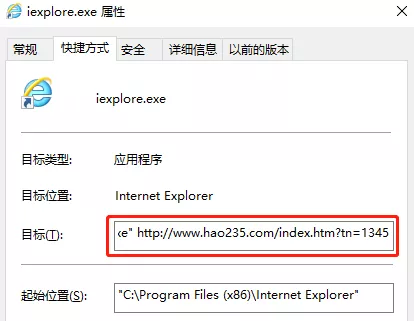 iexplore.exe 属性
常规 快捷方式 安全 详细信息 以前的版本
iexplore.exe
目标类型: 应用程序
目标位置: Internet Explorer
目标(T): xe" http://www.hao235.com/index.htm?tn=1345
起始位置(S): "C:\Program Files (x86)\Internet Explorer"